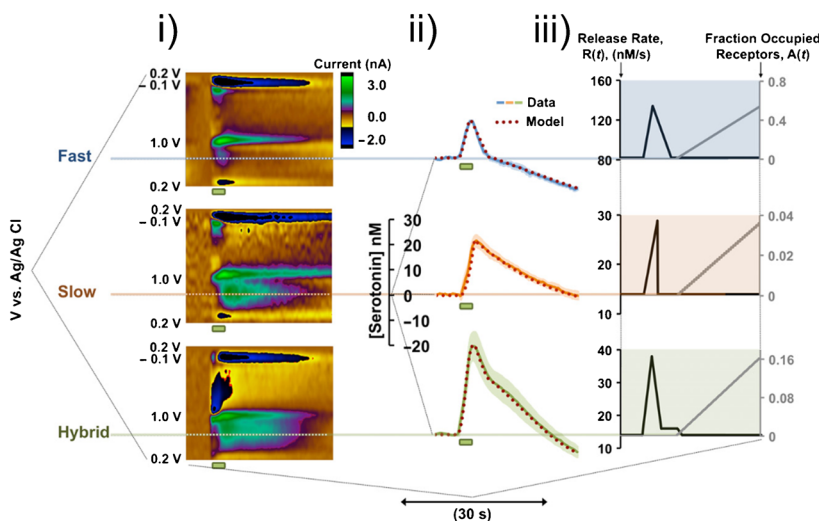 i)
ii)
iii)
Release Rate,
R(t), (nM/s)
Fraction Occupied
Receptors, A(t)
Current (nA)
3.0
0.0
−2.0
V vs. Ag/Ag Cl
Fast
0.2 V
−0.1 V
1.0 V
0.2 V
Data
Model
160
140
120
100
80
0.8
0.4
0
Slow
0.2 V
−0.1 V
1.0 V
0.2 V
[Serotonin] nM
30
20
10
0
−10
−20
30
20
10
0.04
0.02
0
Hybrid
0.2 V
−0.1 V
1.0 V
0.2 V
40
30
20
10
0.16
0.08
0
(30 s)